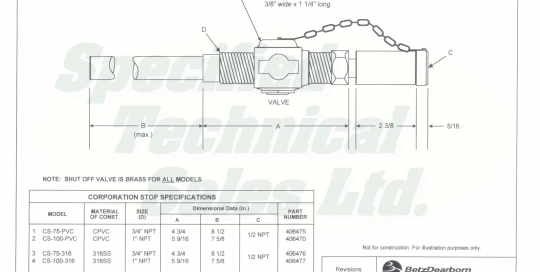 3/8" wide x 1 1/4" long
D
C
VALVE
B
(max.)
A
2 3/8
5/16
Specified
Technical
Sales Ltd.
NOTE: SHUT OFF VALVE IS BRASS FOR ALL MODELS
CORPORATION STOP SPECIFICATIONS
MODEL MATERIAL OF CONST. SIZE (D) Dimensional Data (in.) A B C PART NUMBER
1 CS-75-PVC CPVC 3/4" NPT 4 3/4 8 1/2 1/2 NPT 406475
2 CS-100-PVC CPVC 1" NPT 5 9/16 7 5/8 406470
3 CS-75-316 316SS 3/4" NPT 4 3/4 8 1/2 1/2 NPT 406476
4 CS-100-316 316SS 1" NPT 5 9/16 7 5/8 406477
Not for construction. For illustration purposes only.
Revisions
BetzDearborn